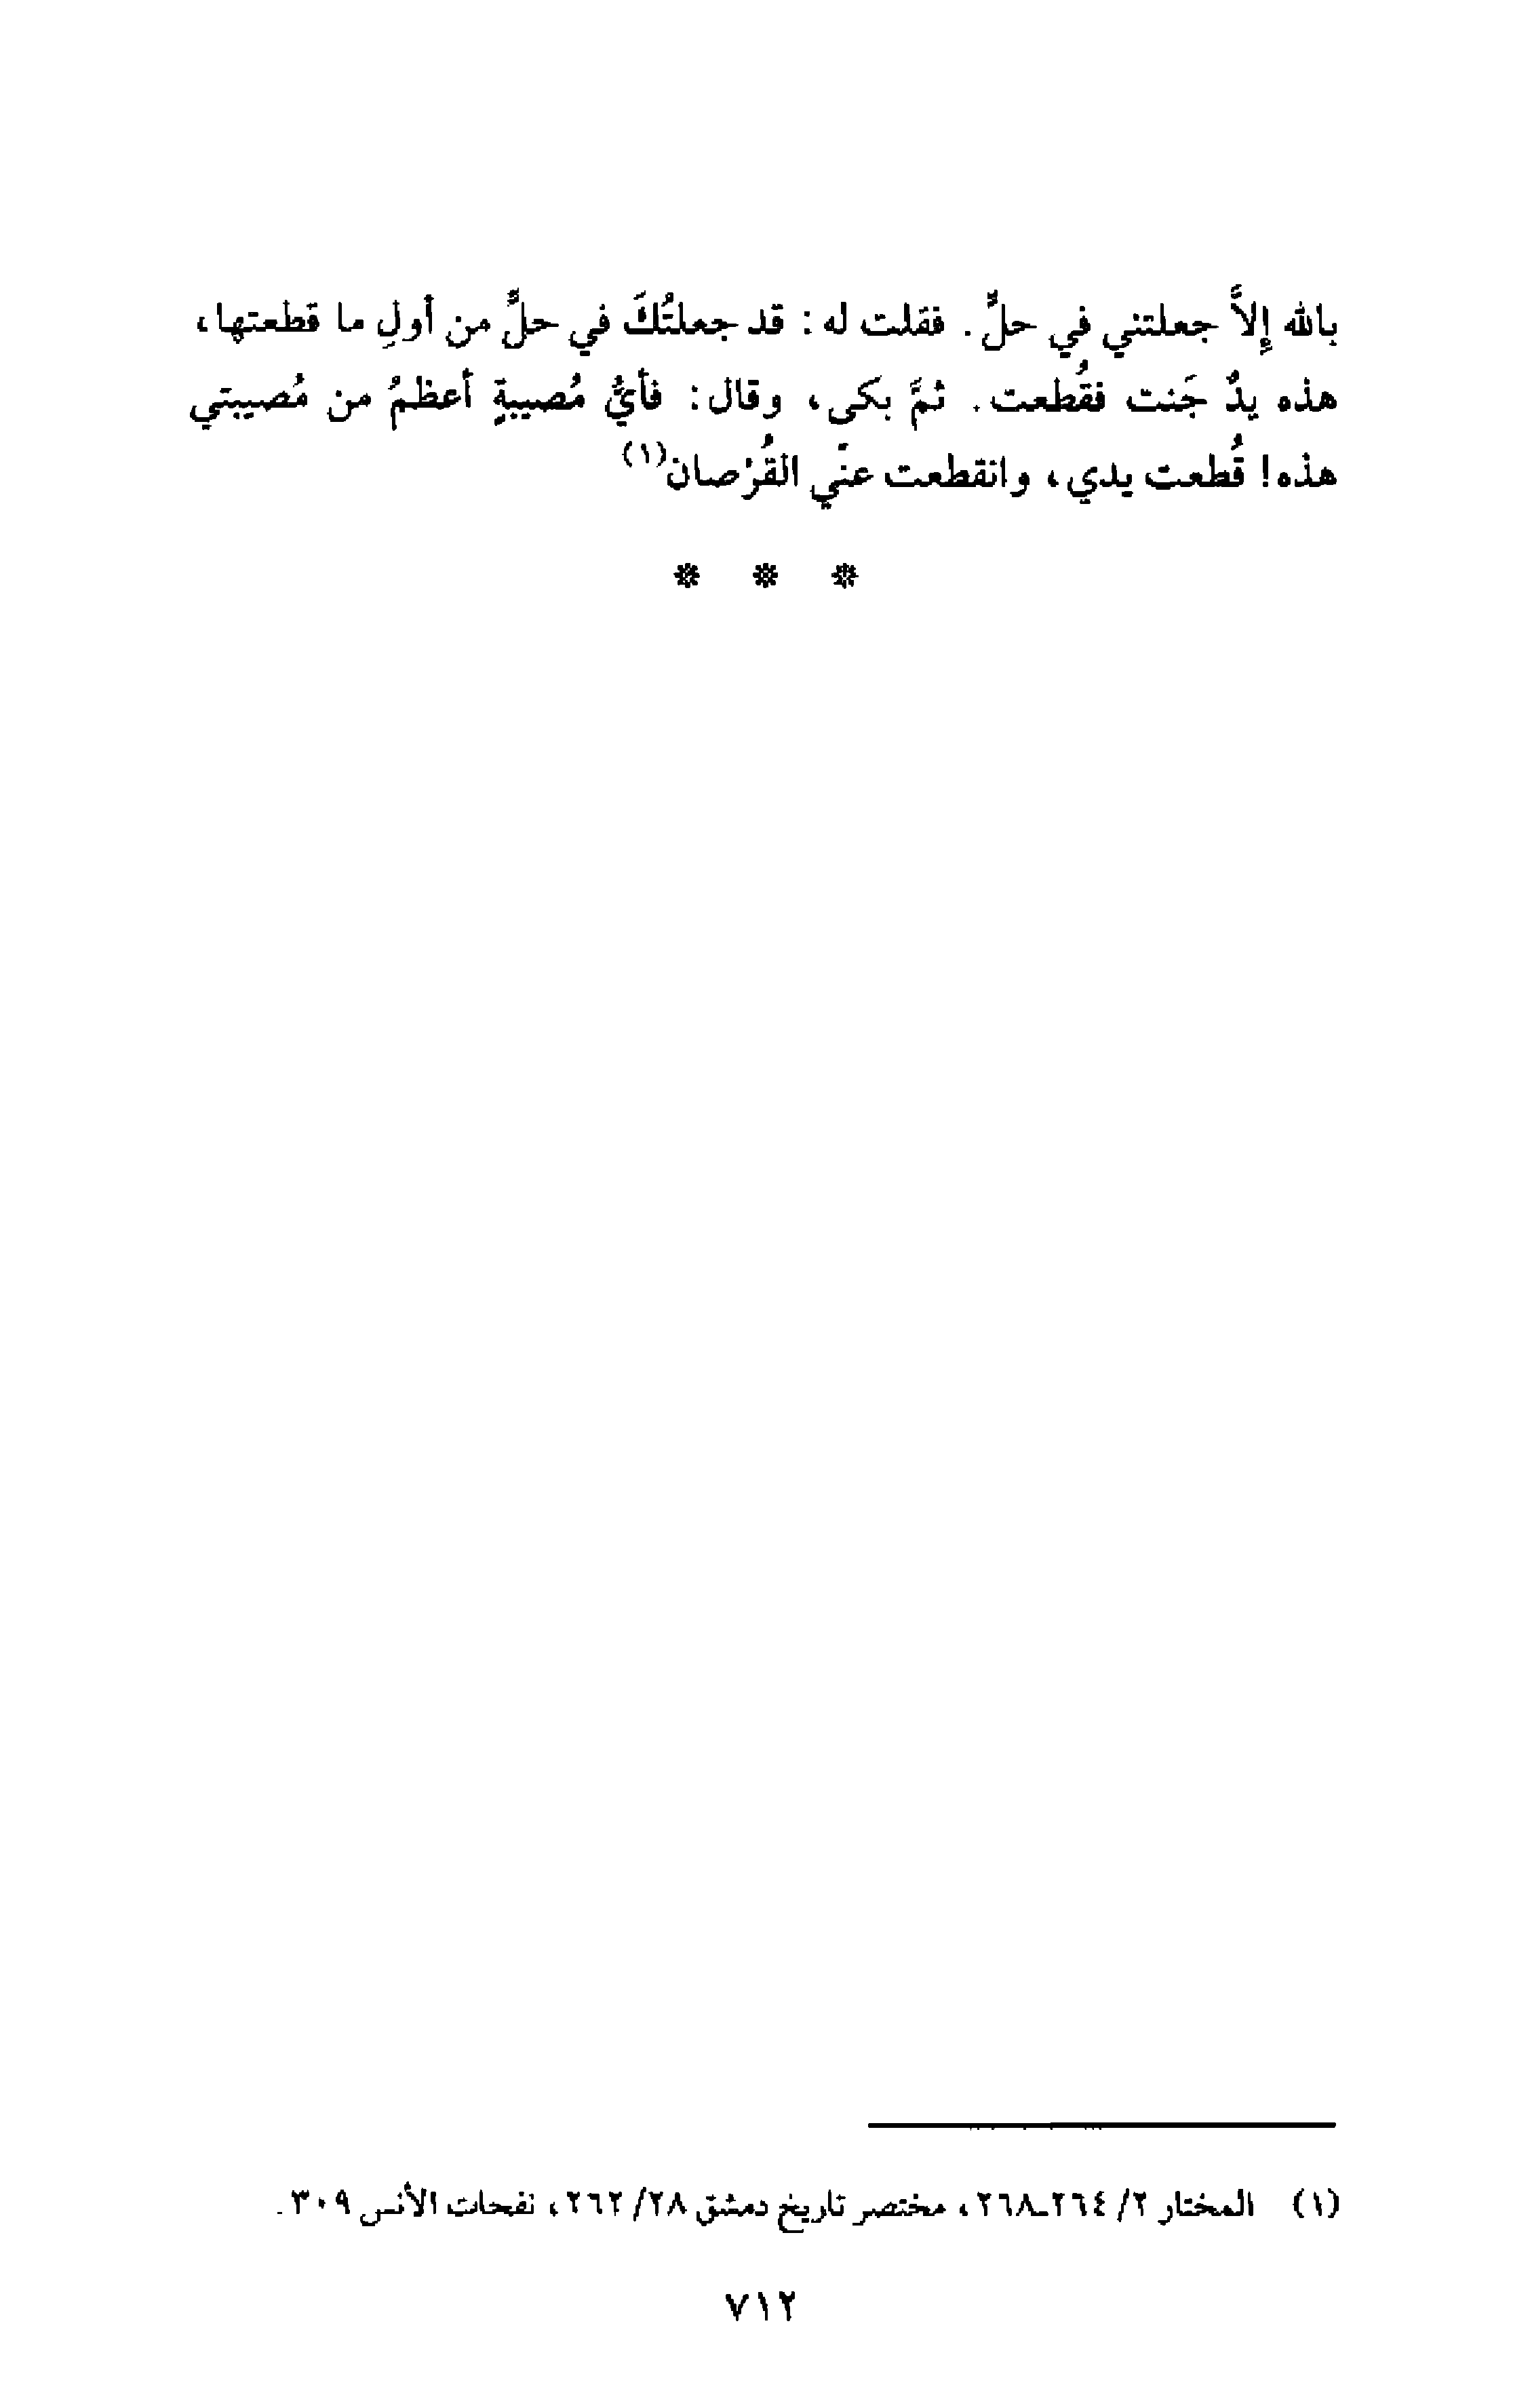 بالله إِلاَّ جعلتني في حلٍّ. فقلت له: قد جعلتُكَ في حلٍّ من أولِ ما قطعتها،
هذه يدٌ جَنت فقُطعت. ثمَّ بكى، وقال: فأيُّ مُصيبةٍ أعظمُ من مُصيبتي
هذه! قُطعت يدي، وانقطعت عنّي القُرْصان(١)
* * *
(١) المختار ٢/ ٢٦٤ـ٢٦٨، مختصر تاريخ دمشق ٢٨/ ٢٦٢، نفحات الأنس ٣٠٩.
٧١٢